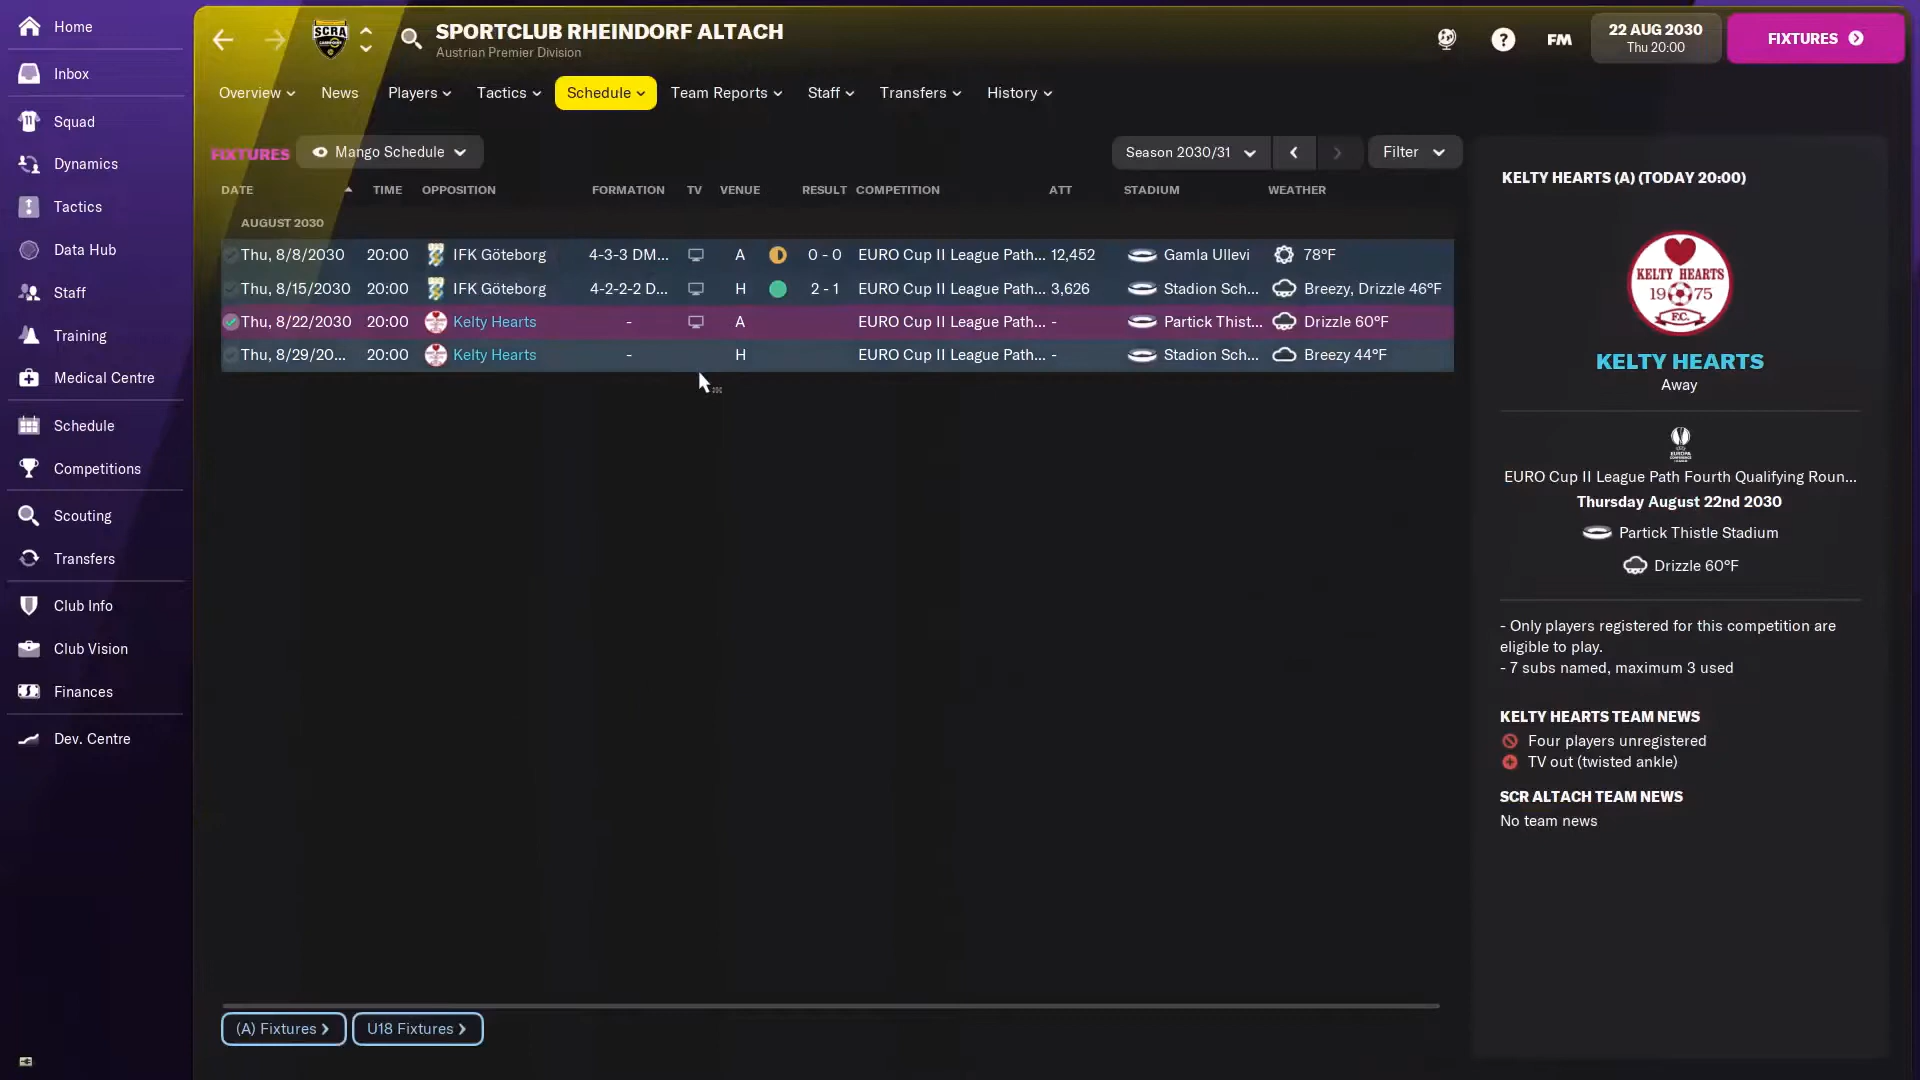 Home
Inbox
Squad
Dynamics
Tactics
Data Hub
Staff
Training
Medical Centre
Schedule
Competitions
Scouting
Transfers
Club Info
Club Vision
Finances
Dev. Centre
SCRA
SPORTCLUB RHEINDORF ALTACH
Austrian Premier Division
?
FM
22 AUG 2030
Thu 20:00
FIXTURES
Overview News Players Tactics Schedule Team Reports Staff Transfers History
FIXTURES Mango Schedule Season 2030/31 Filter
DATE TIME OPPOSITION FORMATION TV VENUE RESULT COMPETITION ATT STADIUM WEATHER
AUGUST 2030
Thu, 8/8/2030 20:00 IFK Göteborg 4-3-3 DM... A 0 - 0 EURO Cup II League Path... 12,452 Gamla Ullevi 78°F
Thu, 8/15/2030 20:00 IFK Göteborg 4-2-2-2 D... H 2 - 1 EURO Cup II League Path... 3,626 Stadion Sch... Breezy, Drizzle 46°F
Thu, 8/22/2030 20:00 Kelty Hearts - A EURO Cup II League Path... - Partick Thist... Drizzle 60°F
Thu, 8/29/20... 20:00 Kelty Hearts - H EURO Cup II League Path... - Stadion Sch... Breezy 44°F
(A) Fixtures U18 Fixtures
KELTY HEARTS (A) (TODAY 20:00)
KELTY HEARTS
19 75
F.C.
KELTY HEARTS
Away
EURO Cup II League Path Fourth Qualifying Roun...
Thursday August 22nd 2030
Partick Thistle Stadium
Drizzle 60°F
- Only players registered for this competition are
eligible to play.
- 7 subs named, maximum 3 used
KELTY HEARTS TEAM NEWS
Four players unregistered
TV out (twisted ankle)
SCR ALTACH TEAM NEWS
No team news